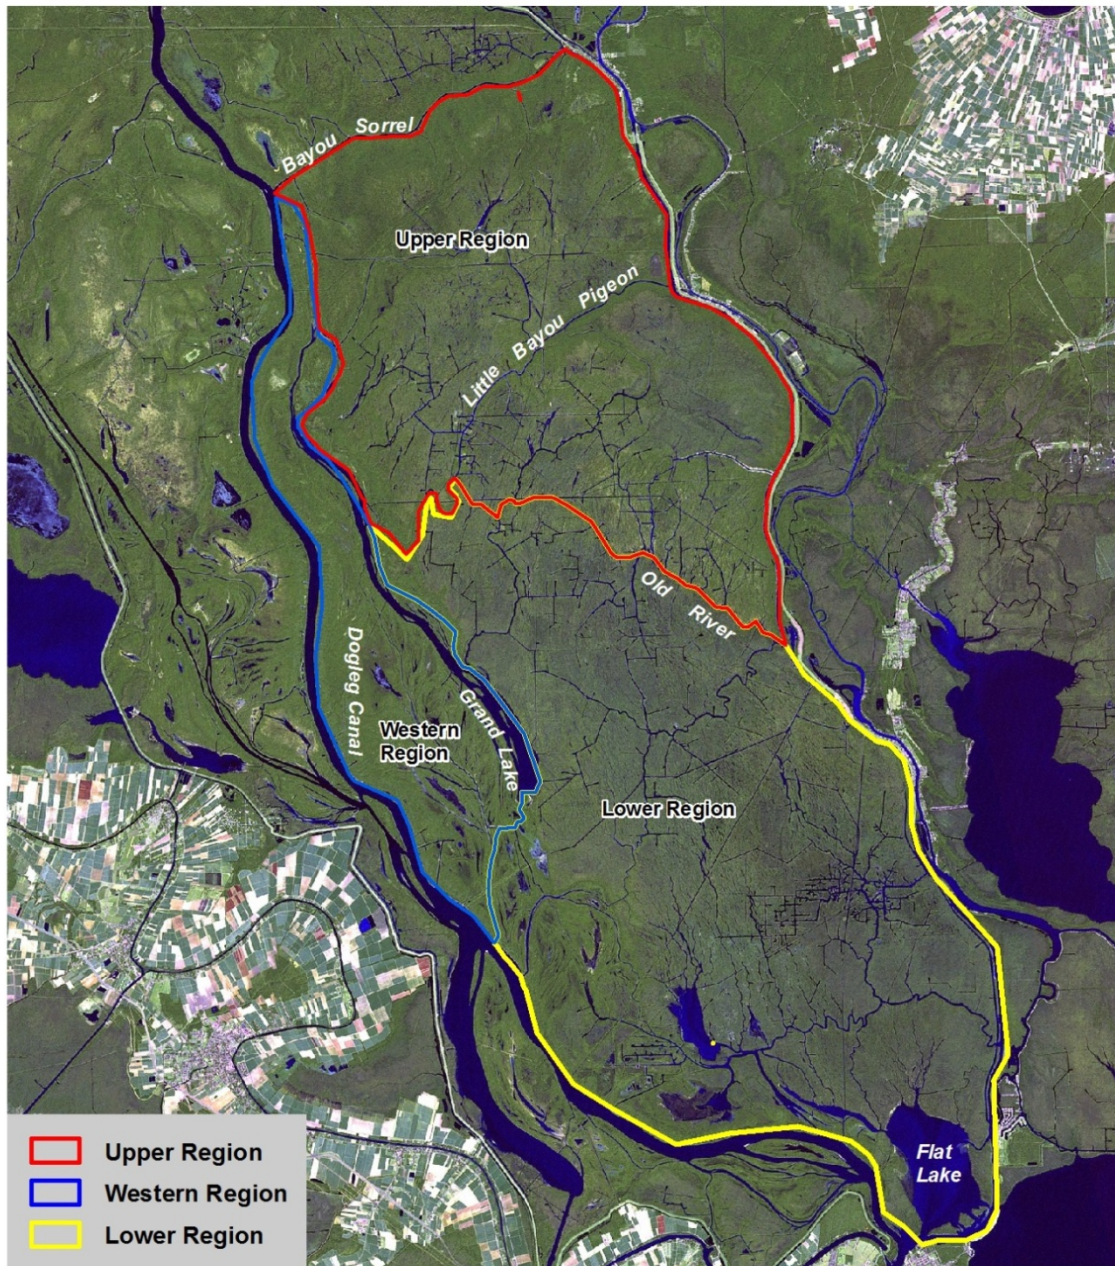 Bayou Sorrel
Upper Region
Little Bayou Pigeon
Old River
Dogleg Canal
Grand Lake
Western
Region
Lower Region
Flat
Lake
Upper Region
Western Region
Lower Region